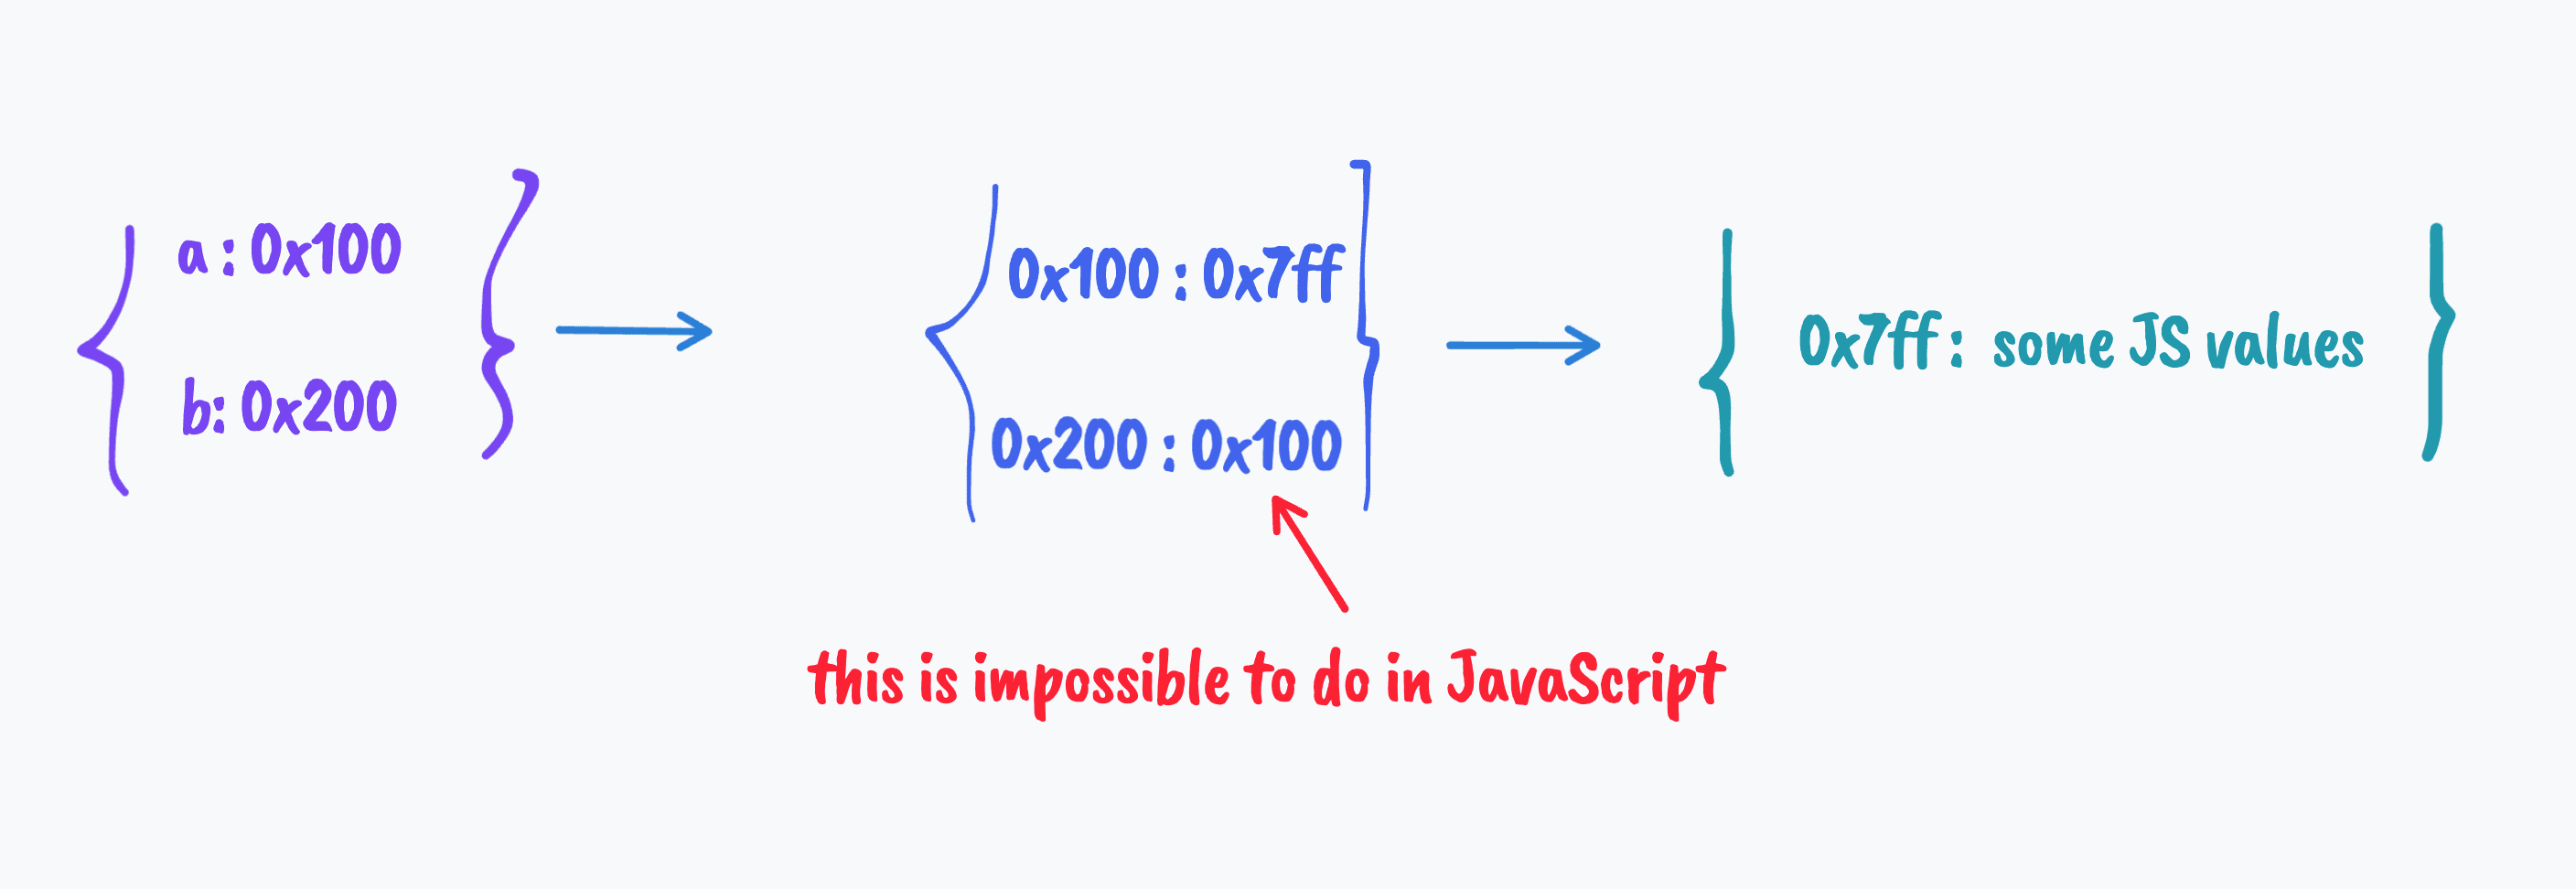 a : 0x100
b: 0x200
0x100 : 0x7ff
0x200 : 0x100
0x7ff : some JS values
this is impossible to do in JavaScript